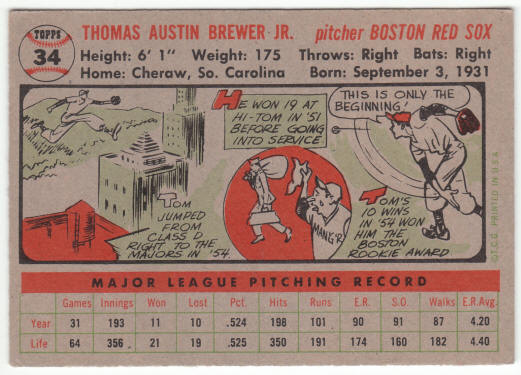 TOPPS
34
THOMAS AUSTIN BREWER JR. pitcher BOSTON RED SOX
Height: 6' 1" Weight: 175 Throws: Right Bats: Right
Home: Cheraw, So. Carolina Born: September 3, 1931
HE WON 19 AT
HI-TOM IN '51
BEFORE GOING
INTO SERVICE.
THIS IS ONLY THE
BEGINNING!
TOM
JUMPED
FROM
CLASS D
RIGHT TO THE
MAJORS IN '54.
MANG'R
TOM'S
10 WINS
IN '54 WON
HIM THE
BOSTON
ROOKIE AWARD
©T.C.G. PRINTED IN U.S.A.
MAJOR LEAGUE PITCHING RECORD
Games Innings Won Lost Pct. Hits Runs E.R. S.O. Walks E.R.Avg.
Year 31 193 11 10 .524 198 101 90 91 87 4.20
Life 64 356 21 19 .525 350 191 174 160 182 4.40